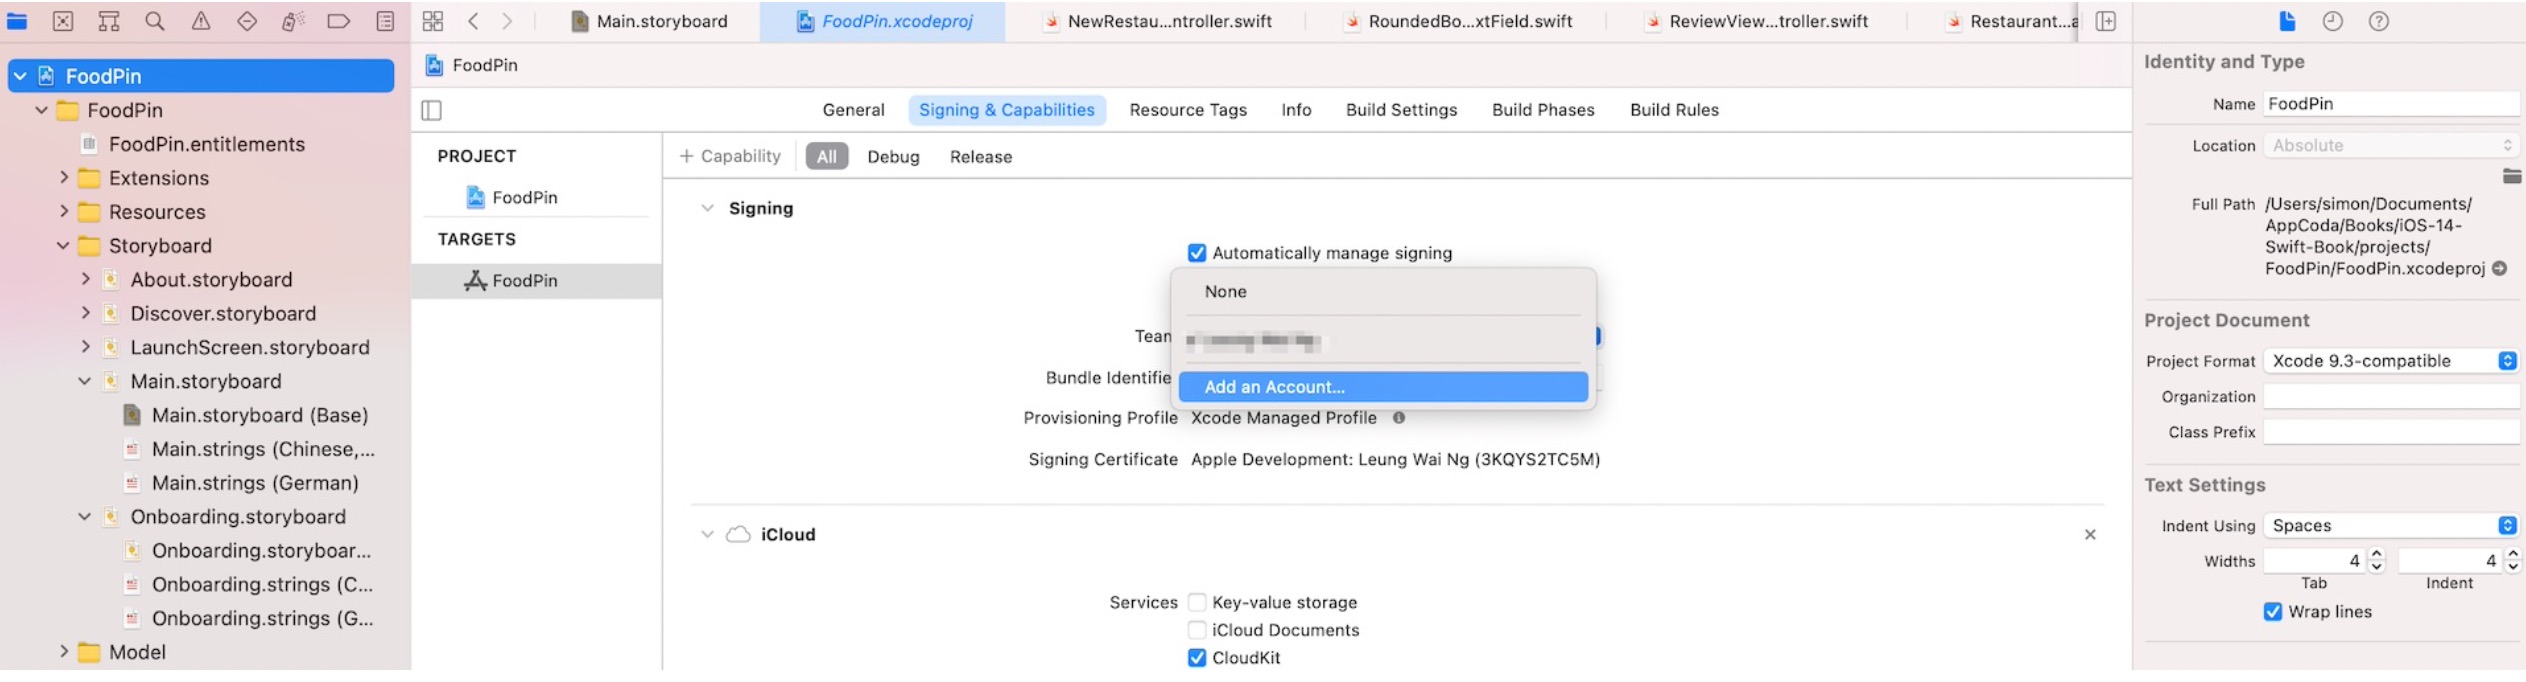 Main.storyboard
FoodPin.xcodeproj
NewRestau...ntroller.swift
RoundedBo...xtField.swift
ReviewView...troller.swift
Restaurant...a
FoodPin
FoodPin
FoodPin.entitlements
Extensions
Resources
Storyboard
About.storyboard
Discover.storyboard
LaunchScreen.storyboard
Main.storyboard
Main.storyboard (Base)
Main.strings (Chinese,...
Main.strings (German)
Onboarding.storyboard
Onboarding.storyboar...
Onboarding.strings (C...
Onboarding.strings (G...
Model
FoodPin
General
Signing & Capabilities
Resource Tags
Info
Build Settings
Build Phases
Build Rules
PROJECT
FoodPin
TARGETS
FoodPin
+ Capability
All
Debug
Release
Signing
Automatically manage signing
None
Team
Bundle Identifie
Add an Account...
Provisioning Profile Xcode Managed Profile
Signing Certificate Apple Development: Leung Wai Ng (3KQYS2TC5M)
iCloud
Services
Key-value storage
iCloud Documents
CloudKit
Identity and Type
Name FoodPin
Location Absolute
Full Path /Users/simon/Documents/
AppCoda/Books/iOS-14-
Swift-Book/projects/
FoodPin/FoodPin.xcodeproj
Project Document
Project Format Xcode 9.3-compatible
Organization
Class Prefix
Text Settings
Indent Using Spaces
Widths 4 4
Tab Indent
Wrap lines